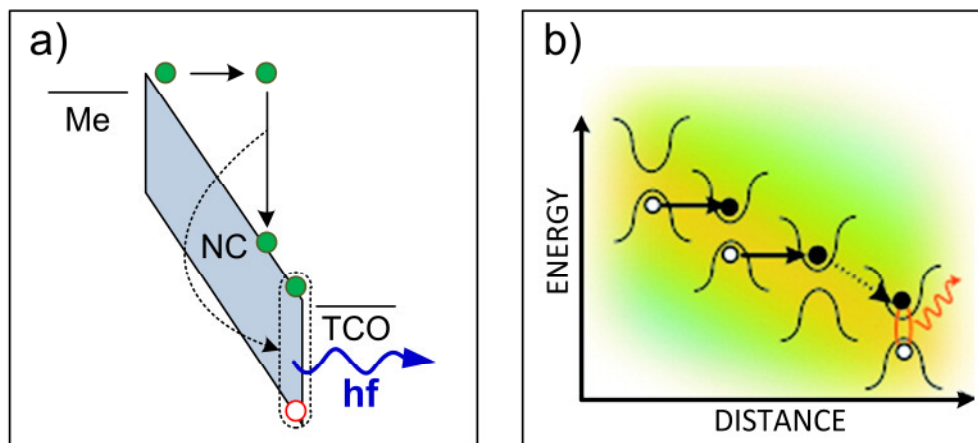 a)
Me
NC
TCO
hf
b)
ENERGY
DISTANCE